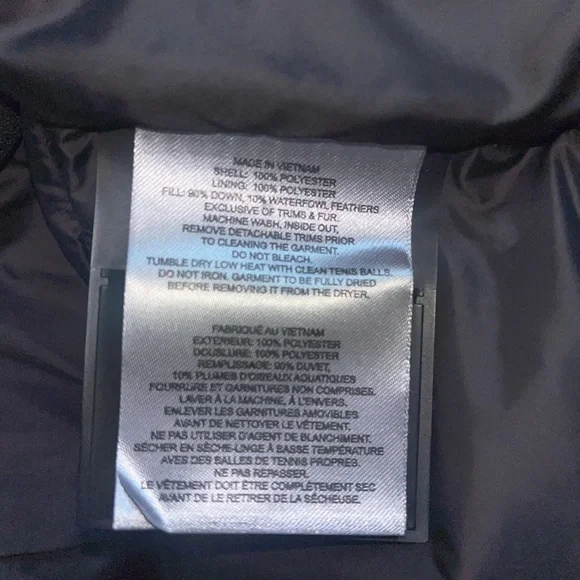 MADE IN VIETNAM
SHELL: 100% POLYESTER
LINING: 100% POLYESTER
FILL: 90% DOWN, 10% WATERFOWL FEATHERS
EXCLUSIVE OF TRIMS & FUR.
MACHINE WASH, INSIDE OUT,
REMOVE DETACHABLE TRIMS PRIOR
TO CLEANING THE GARMENT.
DO NOT BLEACH.
TUMBLE DRY LOW HEAT WITH CLEAN TENIS BALLS.
DO NOT IRON. GARMENT TO BE FULLY DRIED
BEFORE REMOVING IT FROM THE DRYER.
FABRIQUÉ AU VIETNAM
EXTÉRIEUR: 100% POLYESTER
DOUBLURE: 100% POLYESTER
REMPLISSAGE: 90% DUVET,
10% PLUMES D'OISEAUX AQUATIQUES
FOURRURE ET GARNITURES NON COMPRISES.
LAVER À LA MACHINE, À L'ENVERS.
ENLEVER LES GARNITURES AMOVIBLES
AVANT DE NETTOYER LE VÊTEMENT.
NE PAS UTILISER D'AGENT DE BLANCHIMENT.
SÉCHER EN SÈCHE-LINGE À BASSE TEMPÉRATURE
AVES DES BALLES DE TENNIS PROPRES.
NE PAS REPASSER.
LE VÊTEMENT DOIT ÊTRE COMPLÈTEMENT SEC
AVANT DE LE RETIRER DE LA SÉCHEUSE.